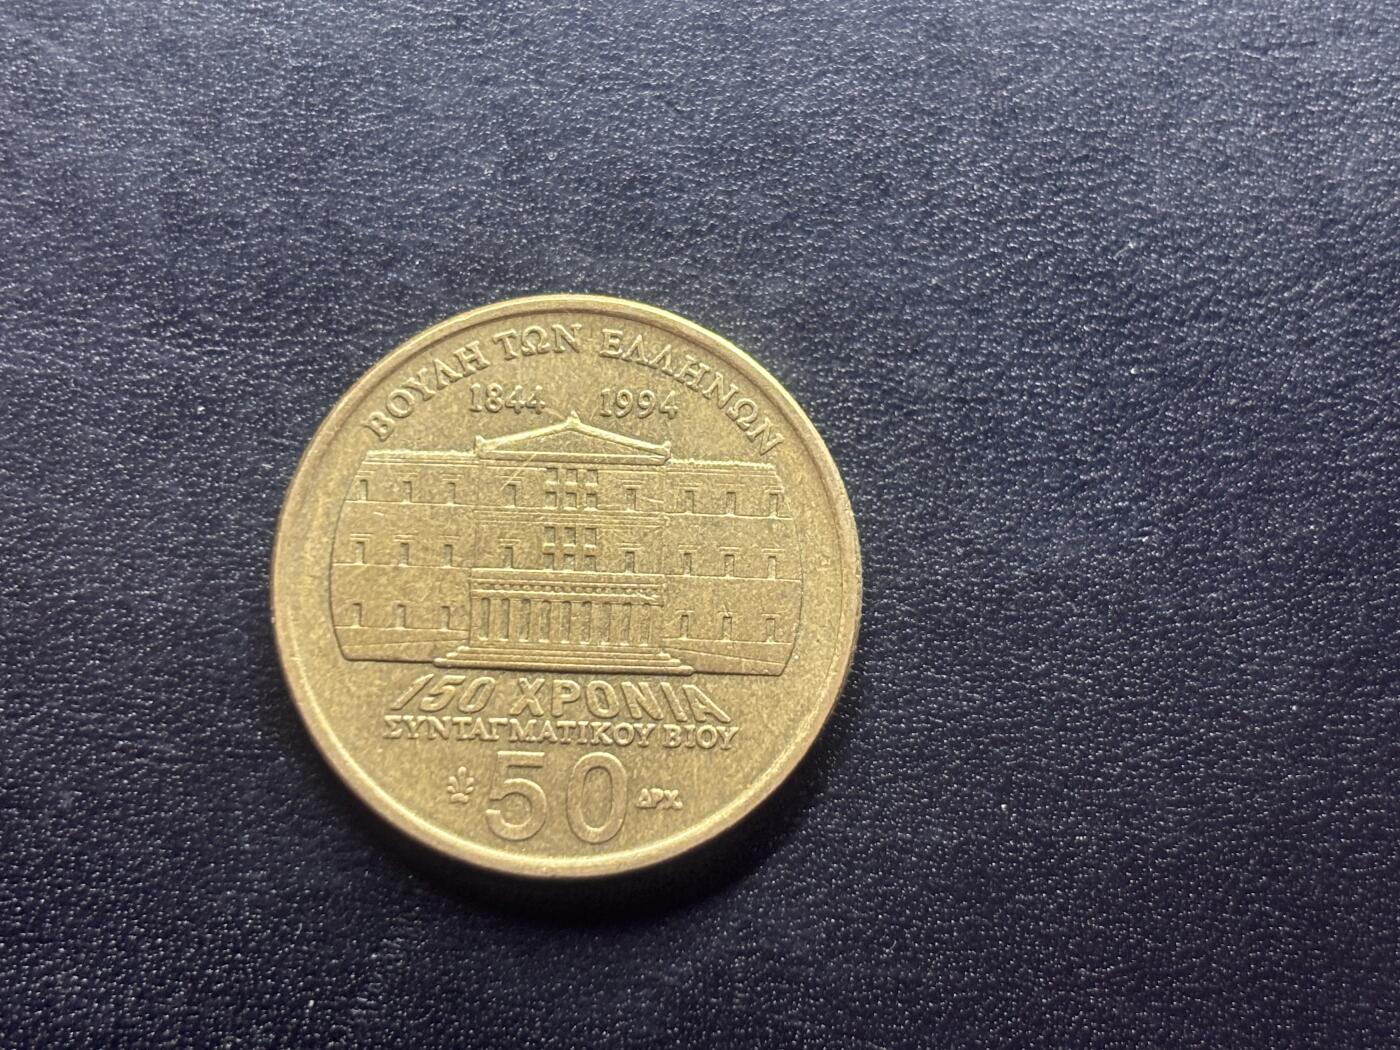 ΒΟΥΛΗ ΤΩΝ ΕΛΛΗΝΩΝ
1844 1994
150 ΧΡΟΝΙΑ
ΣΥΝΤΑΓΜΑΤΙΚΟΥ ΒΙΟΥ
50 ΔΡΧ.